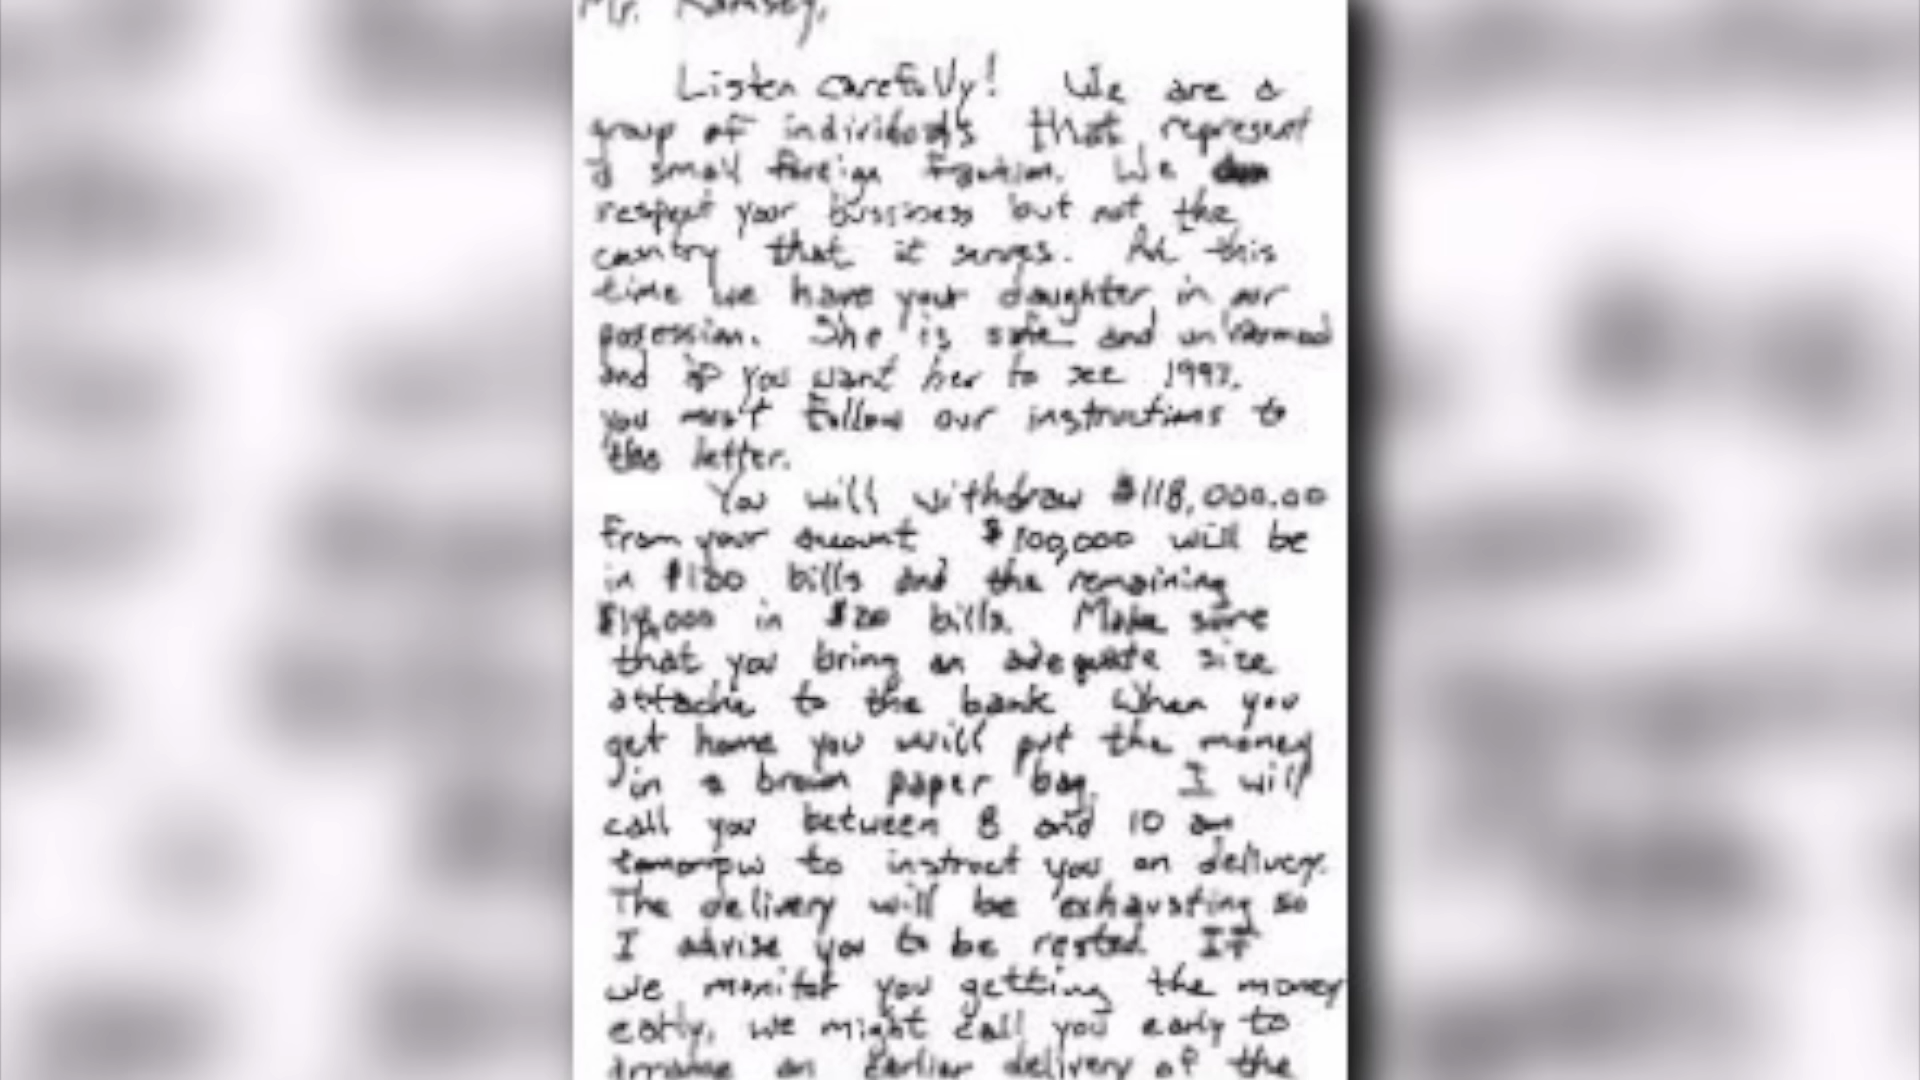 Mr. Ramsey,
Listen carefully! We are a
group of individuals that represent
a small foreign faction. We
respect your bussiness but not the
country that it serves. At this
time we have your daughter in our
posession. She is safe and unharmed
and if you want her to see 1997,
you must follow our instructions to
the letter.
You will withdraw $118,000.00
from your account $100,000 will be
in $100 bills and the remaining
$18,000 in $20 bills. Make sure
that you bring an adequate size
attache to the bank When you
get home you will put the money
in a brown paper bag. I will
call you between 8 and 10 am
tomorrow to instruct you on delivery.
The delivery will be exhausting so
I advise you to be rested. If
we monitor you getting the money
early, we might call you early to
arrange an earlier delivery of the